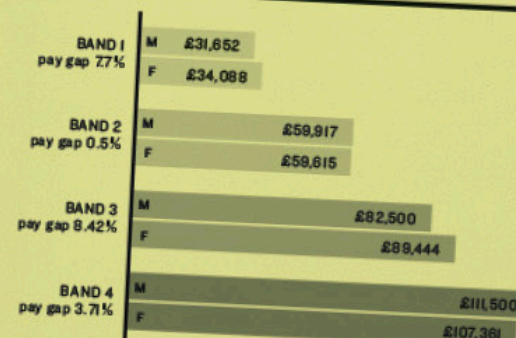 BAND 1
pay gap 7.7%
M £31,652
F £34,088
BAND 2
pay gap 0.5%
M £59,917
F £59,615
BAND 3
pay gap 8.42%
M £82,500
F £89,444
BAND 4
pay gap 3.71%
M £111,500
F £107,361